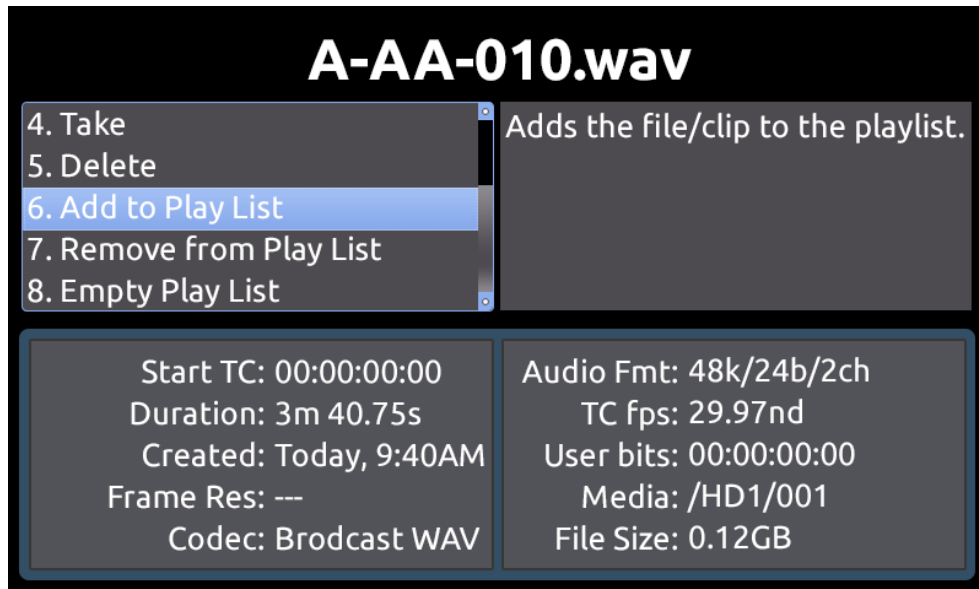 A-AA-010.wav
4. Take
5. Delete
6. Add to Play List
7. Remove from Play List
8. Empty Play List
Adds the file/clip to the playlist.
Start TC: 00:00:00:00
Duration: 3m 40.75s
Created: Today, 9:40AM
Frame Res: ---
Codec: Brodcast WAV
Audio Fmt: 48k/24b/2ch
TC fps: 29.97nd
User bits: 00:00:00:00
Media: /HD1/001
File Size: 0.12GB